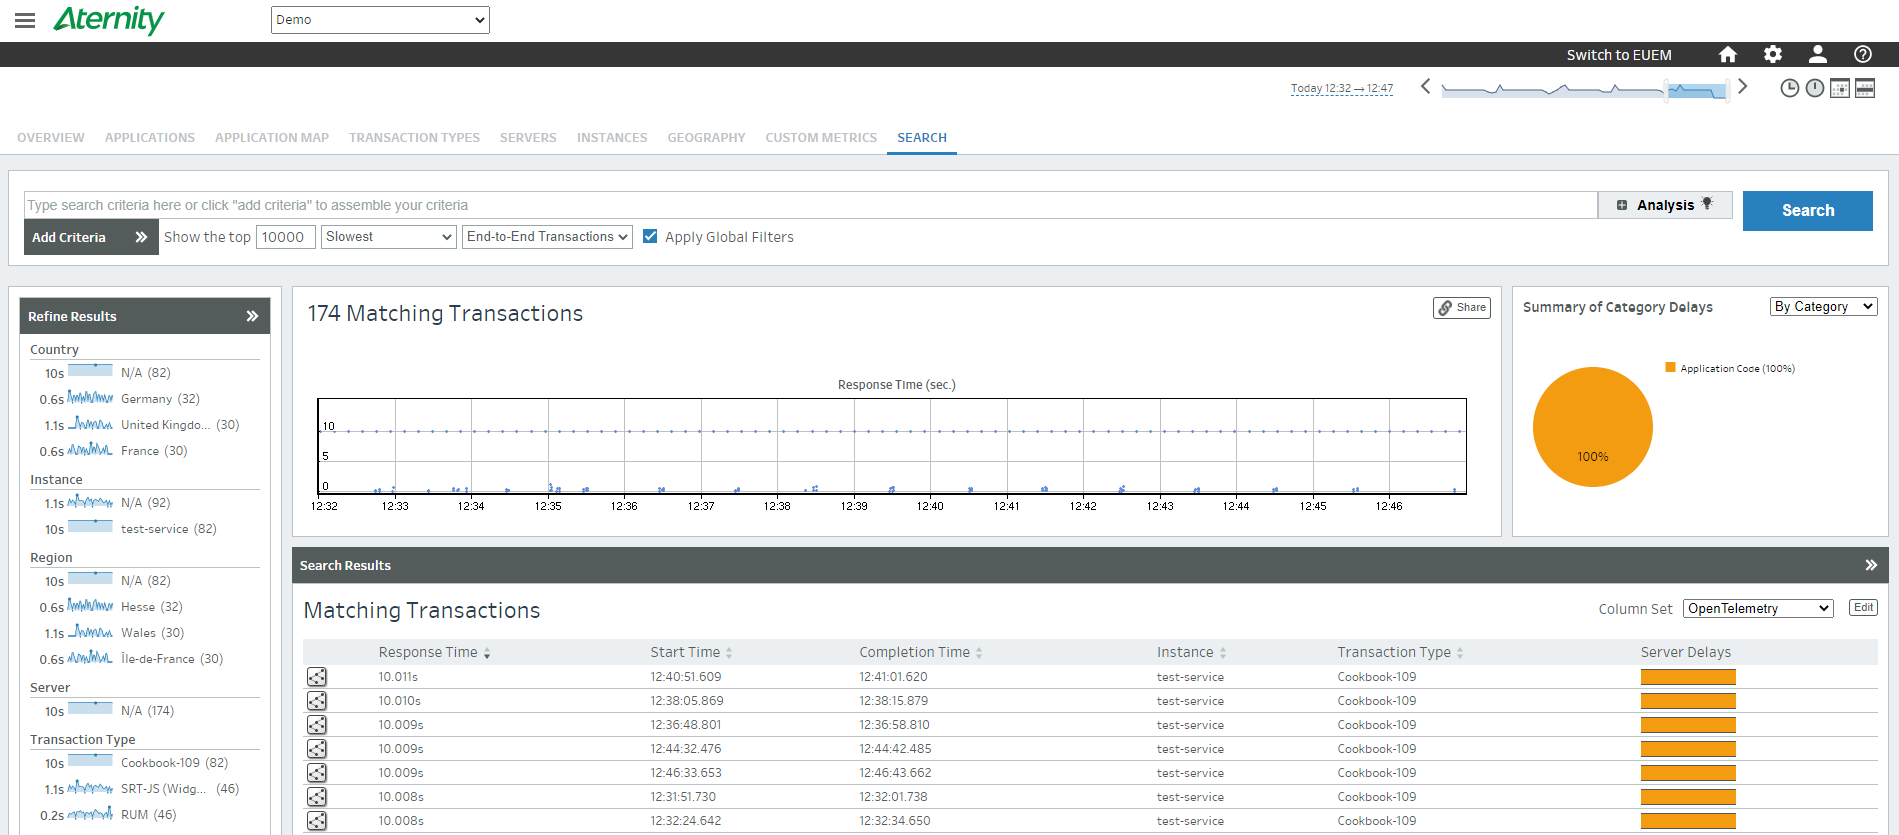 Aternity
Demo
Switch to EUEM
Today 12:32 → 12:47
OVERVIEW APPLICATIONS APPLICATION MAP TRANSACTION TYPES SERVERS INSTANCES GEOGRAPHY CUSTOM METRICS SEARCH
Type search criteria here or click "add criteria" to assemble your criteria
Analysis
Search
Add Criteria
Show the top 10000 Slowest End-to-End Transactions Apply Global Filters
Refine Results
Country
10s N/A (82)
0.6s Germany (32)
1.1s United Kingdo... (30)
0.6s France (30)
Instance
1.1s N/A (92)
10s test-service (82)
Region
10s N/A (82)
0.6s Hesse (32)
1.1s Wales (30)
0.6s Île-de-France (30)
Server
10s N/A (174)
Transaction Type
10s Cookbook-109 (82)
1.1s SRT-JS (Widg... (46)
0.2s RUM (46)
174 Matching Transactions
Share
Response Time (sec.)
10
5
0
12:32 12:33 12:34 12:35 12:36 12:37 12:38 12:39 12:40 12:41 12:42 12:43 12:44 12:45 12:46
Summary of Category Delays
By Category
Application Code (100%)
100%
Search Results
Matching Transactions
Column Set OpenTelemetry Edit
Response Time Start Time Completion Time Instance Transaction Type Server Delays
10.011s 12:40:51.609 12:41:01.620 test-service Cookbook-109
10.010s 12:38:05.869 12:38:15.879 test-service Cookbook-109
10.009s 12:36:48.801 12:36:58.810 test-service Cookbook-109
10.009s 12:44:32.476 12:44:42.485 test-service Cookbook-109
10.009s 12:46:33.653 12:46:43.662 test-service Cookbook-109
10.008s 12:31:51.730 12:32:01.738 test-service Cookbook-109
10.008s 12:32:24.642 12:32:34.650 test-service Cookbook-109